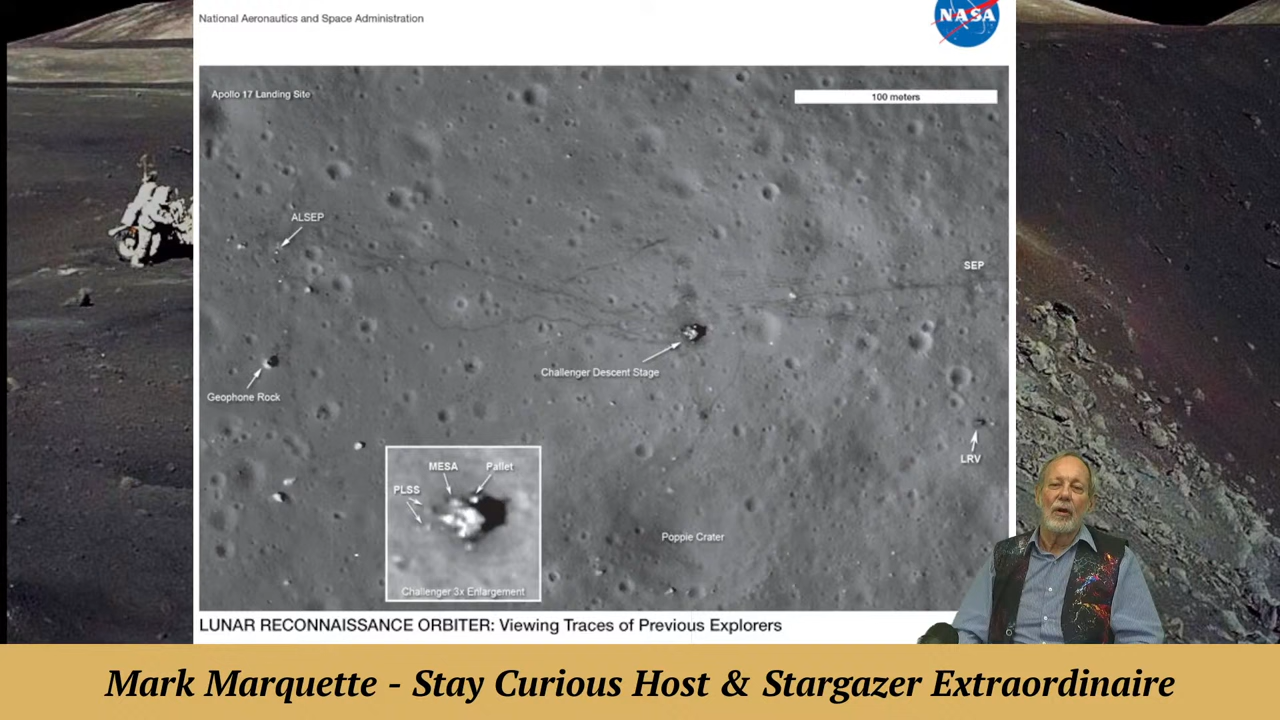 National Aeronautics and Space Administration
NASA
Apollo 17 Landing Site
100 meters
ALSEP
SEP
Challenger Descent Stage
Geophone Rock
LRV
MESA
Pallet
PLSS
Poppie Crater
Challenger 3x Enlargement
LUNAR RECONNAISSANCE ORBITER: Viewing Traces of Previous Explorers
Mark Marquette - Stay Curious Host & Stargazer Extraordinaire